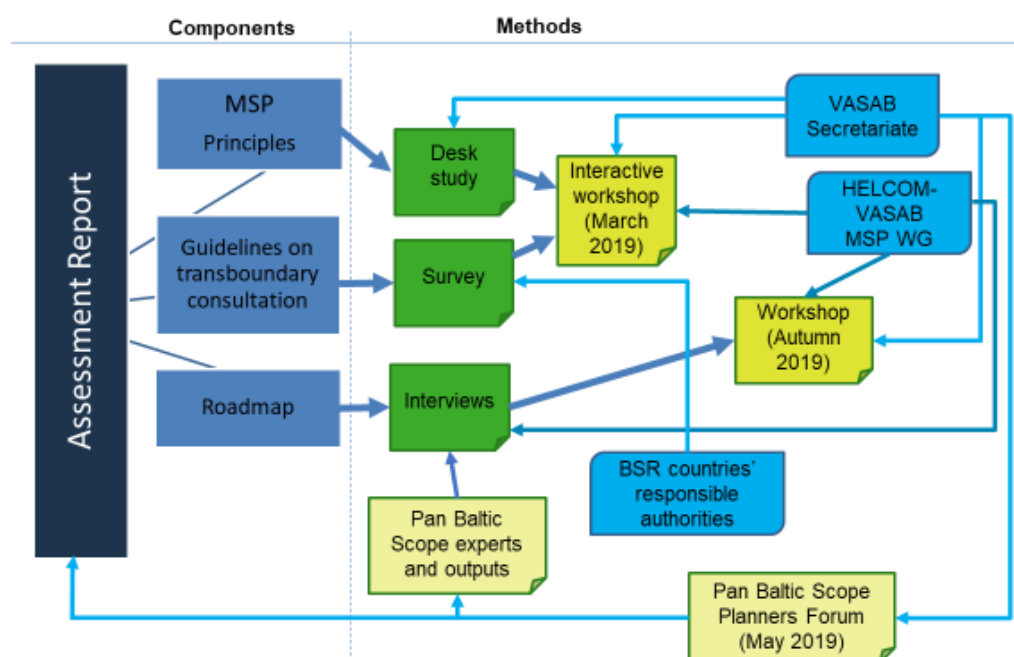 Components
Methods
Assessment Report
MSP
Principles
Guidelines on
transboundary
consultation
Roadmap
Desk
study
Survey
Interviews
Pan Baltic
Scope experts
and outputs
Interactive
workshop
(March
2019)
Workshop
(Autumn
2019)
VASAB
Secretariate
HELCOM-
VASAB
MSP WG
BSR countries’
responsible
authorities
Pan Baltic Scope
Planners Forum
(May 2019)